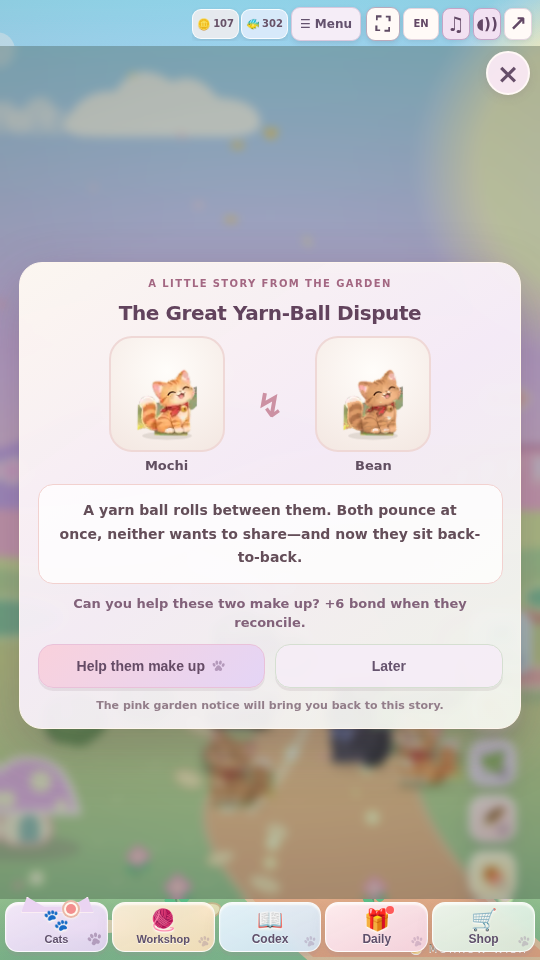 107
302
☰ Menu
EN
A LITTLE STORY FROM THE GARDEN
The Great Yarn-Ball Dispute
Mochi
Bean
A yarn ball rolls between them. Both pounce at
once, neither wants to share—and now they sit back-
to-back.
Can you help these two make up? +6 bond when they
reconcile.
Help them make up
Later
The pink garden notice will bring you back to this story.
Cats
Workshop
Codex
Daily
Shop